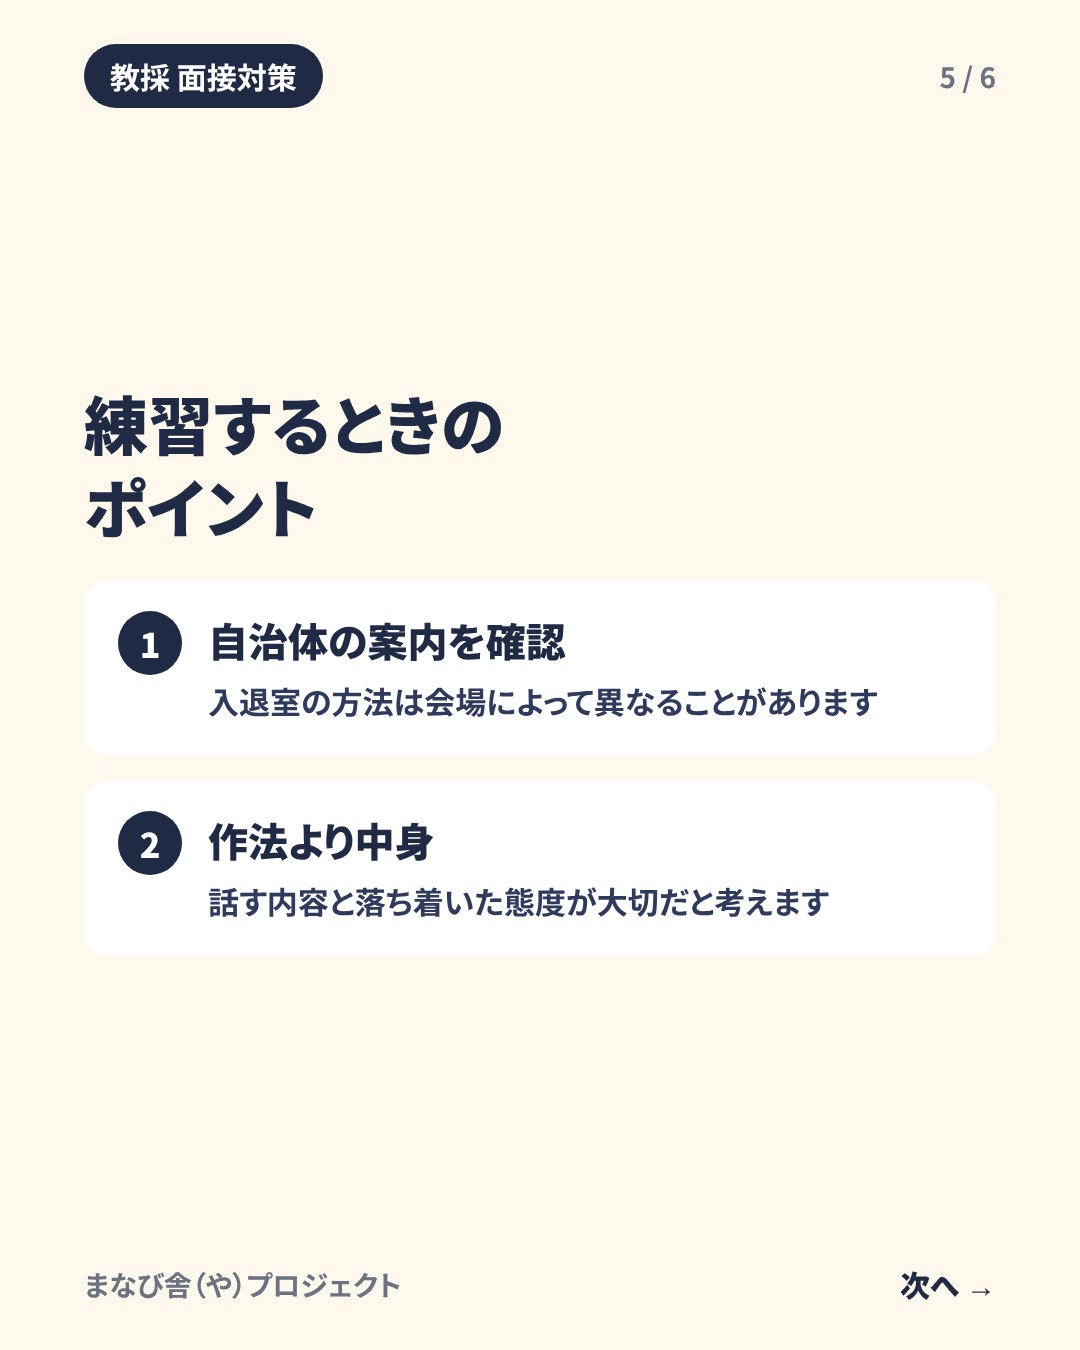 教採 面接対策
5 / 6
練習するときの
ポイント
1 自治体の案内を確認
入退室の方法は会場によって異なることがあります
2 作法より中身
話す内容と落ち着いた態度が大切だと考えます
まなび舎（や）プロジェクト
次へ →